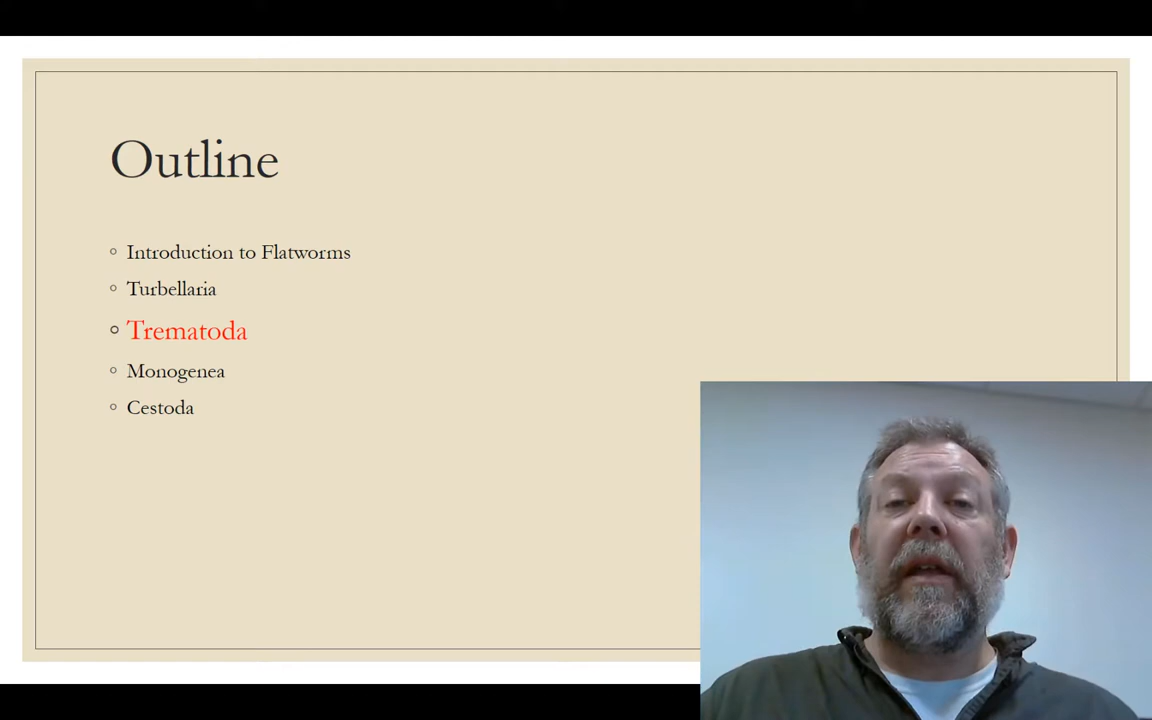 Outline
Introduction to Flatworms
Turbellaria
Trematoda
Monogenea
Cestoda